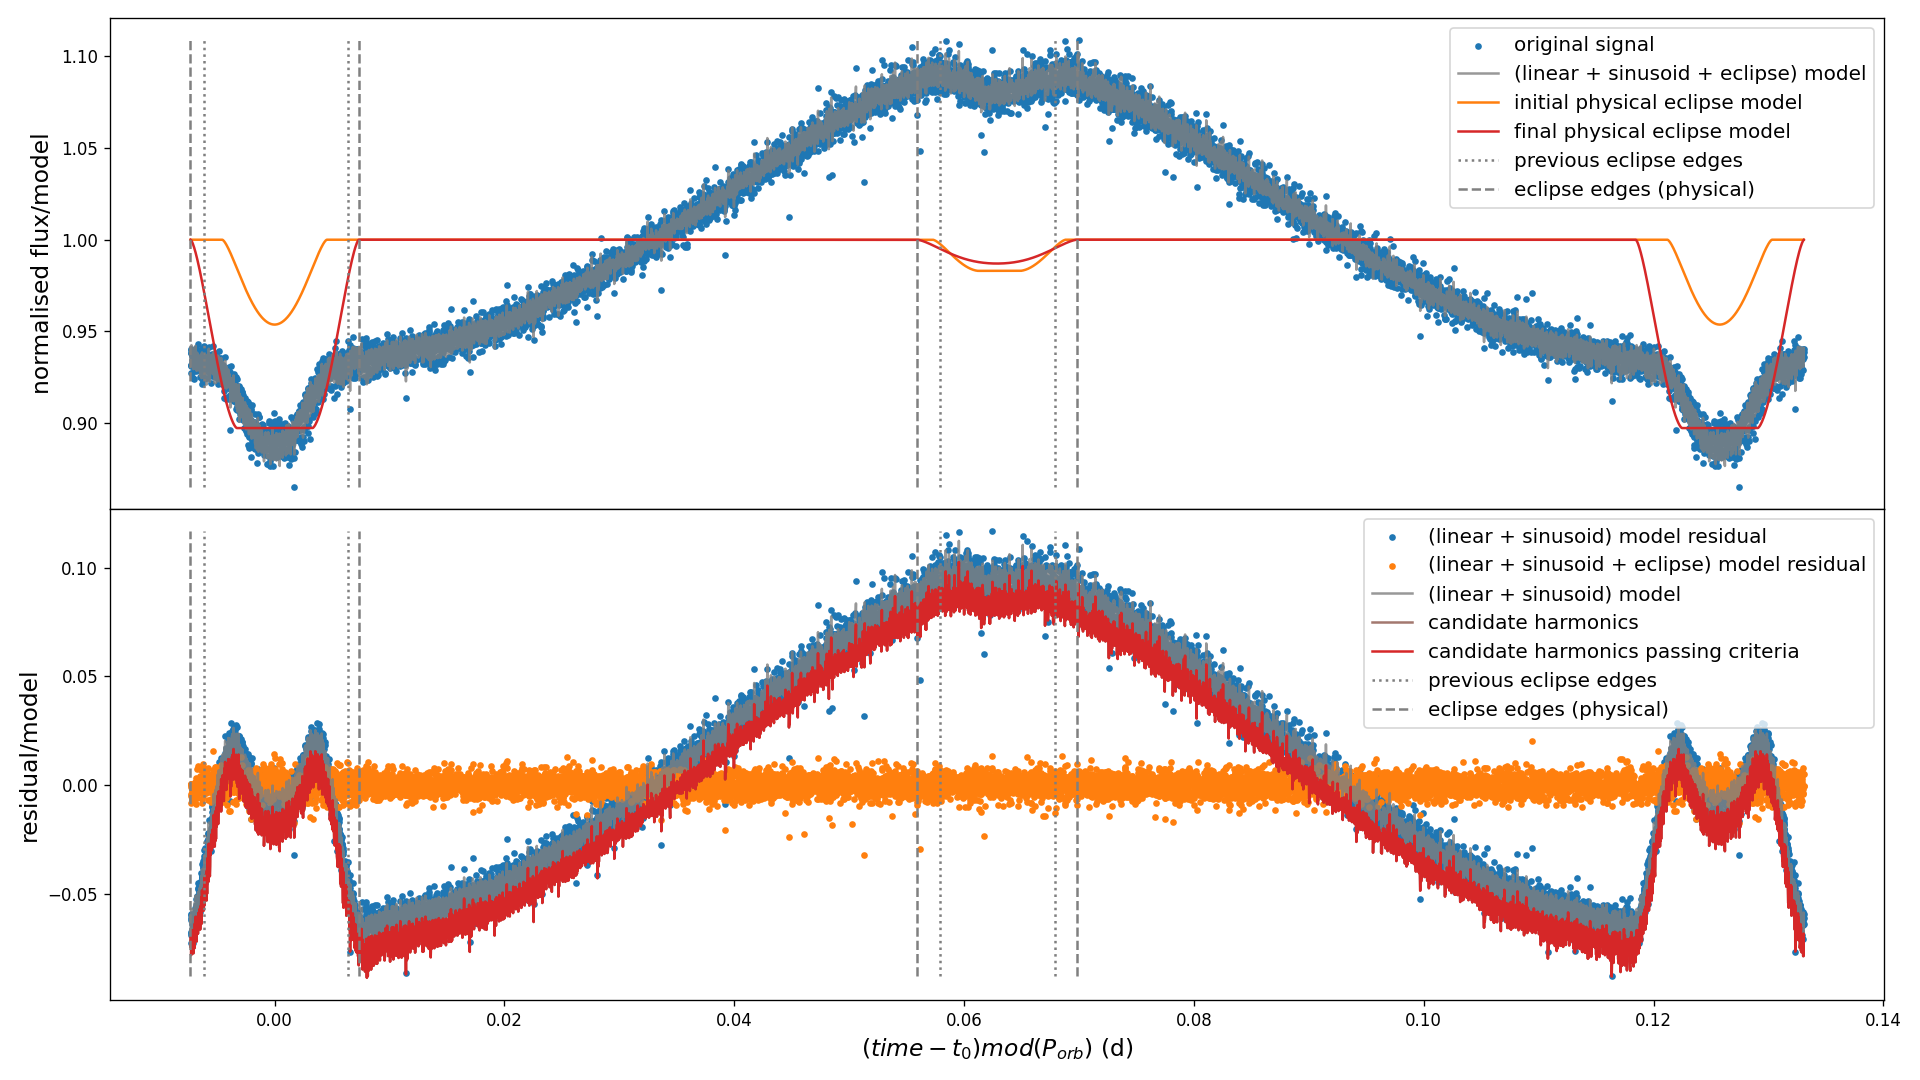 normalised flux/model
1.10
1.05
1.00
0.95
0.90
original signal
(linear + sinusoid + eclipse) model
initial physical eclipse model
final physical eclipse model
previous eclipse edges
eclipse edges (physical)
residual/model
0.10
0.05
0.00
−0.05
(linear + sinusoid) model residual
(linear + sinusoid + eclipse) model residual
(linear + sinusoid) model
candidate harmonics
candidate harmonics passing criteria
previous eclipse edges
eclipse edges (physical)
0.00 0.02 0.04 0.06 0.08 0.10 0.12 0.14
(time − t₀)mod(Pₒᵣb) (d)